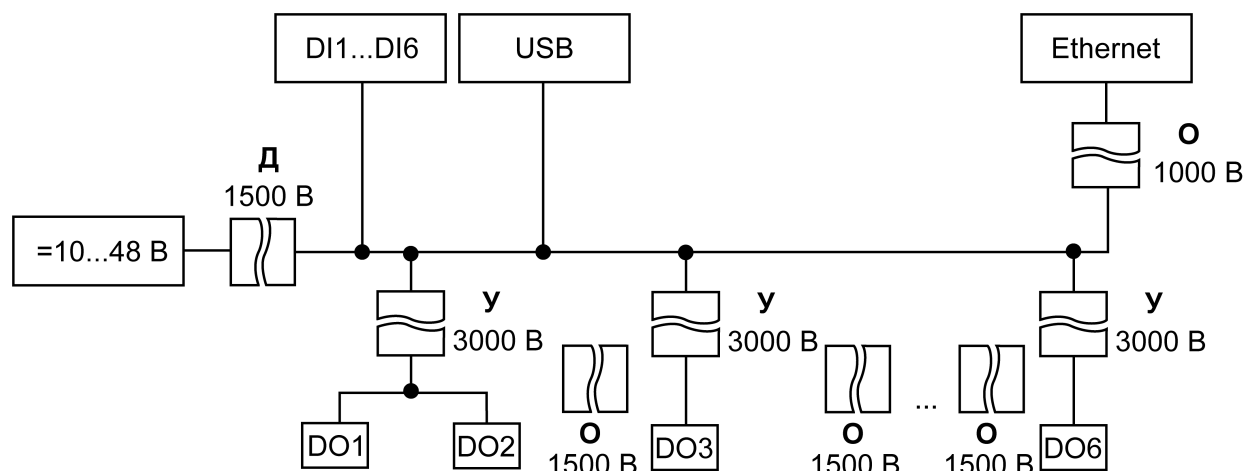 DI1...DI6
USB
Ethernet
О
1000 В
Д
1500 В
=10...48 В
У
3000 В
У
3000 В
У
3000 В
...
DO1
DO2
О
1500 В
DO3
О
1500 В
О
1500 В
DO6